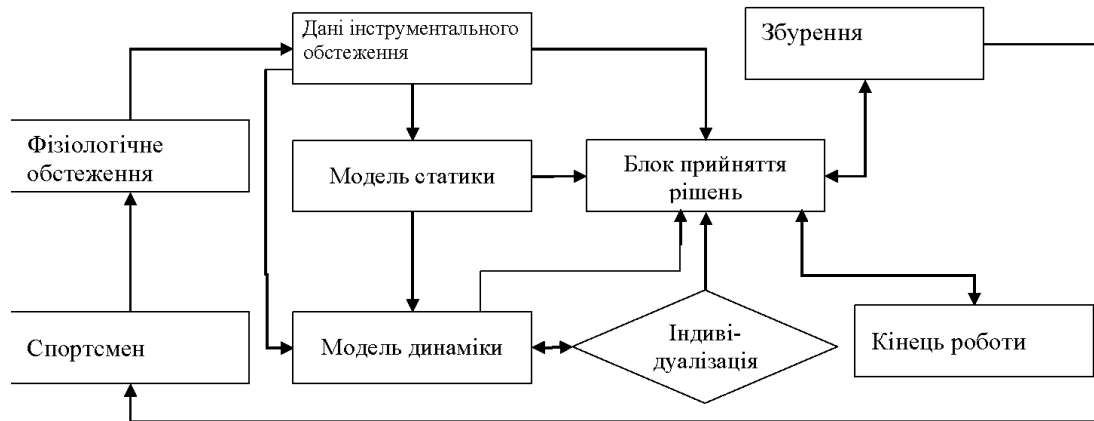 Дані інструментального
обстеження
Збурення
Фізіологічне
обстеження
Модель статики
Блок прийняття
рішень
Спортсмен
Модель динаміки
Індиві-
дуалізація
Кінець роботи